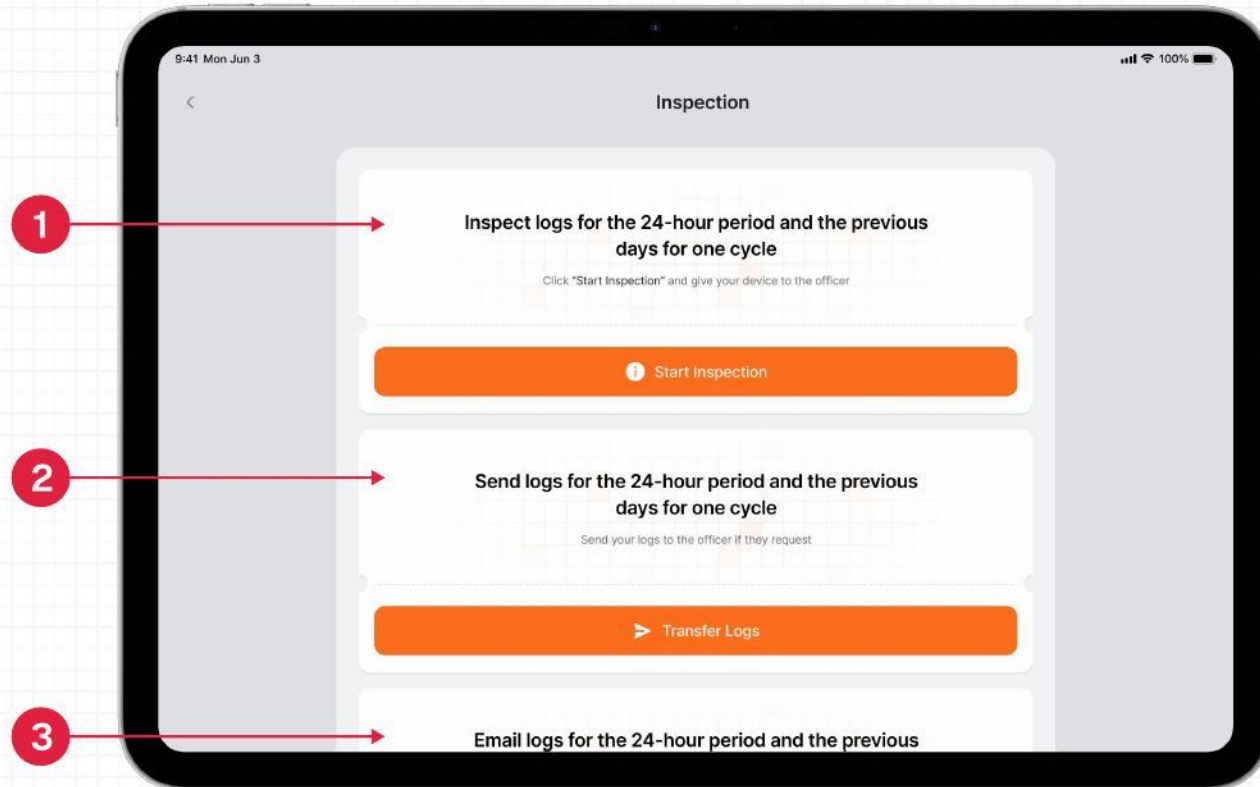 9:41 Mon Jun 3
100%
Inspection
1
Inspect logs for the 24-hour period and the previous
days for one cycle
Click "Start Inspection" and give your device to the officer
Start Inspection
2
Send logs for the 24-hour period and the previous
days for one cycle
Send your logs to the officer if they request
Transfer Logs
3
Email logs for the 24-hour period and the previous